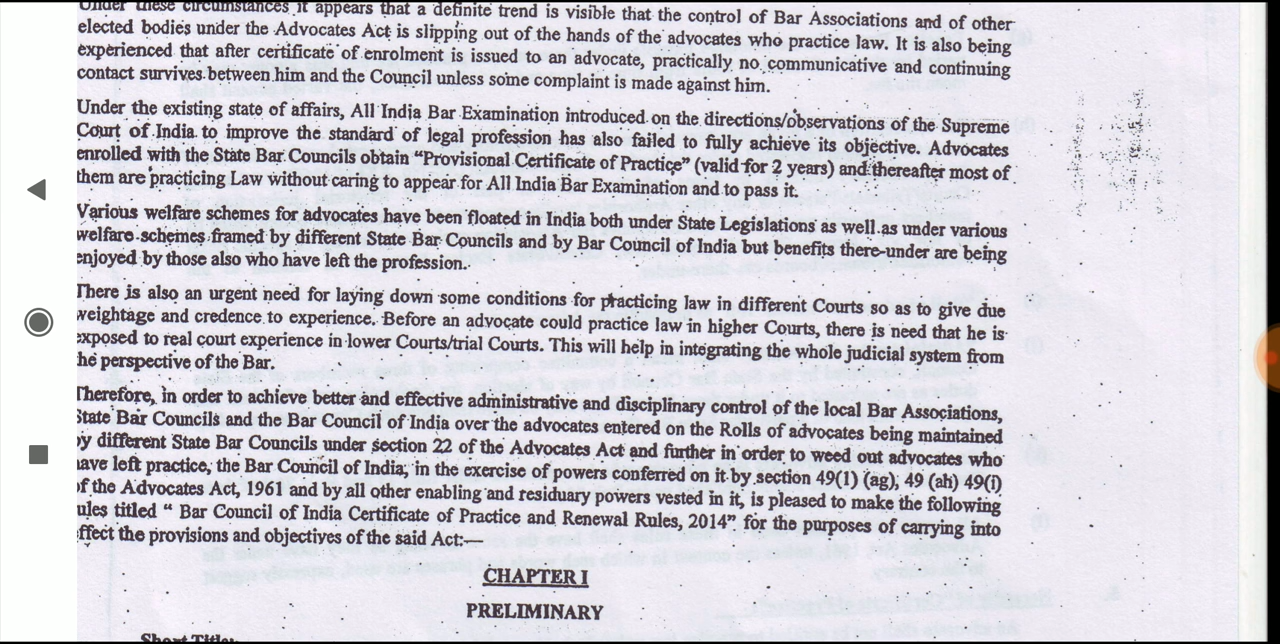 Under these circumstances it appears that a definite trend is visible that the control of Bar Associations and of other
elected bodies under the Advocates Act is slipping out of the hands of the advocates who practice law. It is also being
experienced that after certificate of enrolment is issued to an advocate, practically no communicative and continuing
contact survives between him and the Council unless some complaint is made against him.
Under the existing state of affairs, All India Bar Examination introduced on the directions/observations of the Supreme
Court of India to improve the standard of legal profession has also failed to fully achieve its objective. Advocates
enrolled with the State Bar Councils obtain “Provisional Certificate of Practice” (valid for 2 years) and thereafter most of
them are practicing Law without caring to appear for All India Bar Examination and to pass it.
Various welfare schemes for advocates have been floated in India both under State Legislations as well as under various
welfare schemes framed by different State Bar Councils and by Bar Council of India but benefits there-under are being
enjoyed by those also who have left the profession.
There is also an urgent need for laying down some conditions for practicing law in different Courts so as to give due
weightage and credence to experience. Before an advocate could practice law in higher Courts, there is need that he is
exposed to real court experience in lower Courts/trial Courts. This will help in integrating the whole judicial system from
he perspective of the Bar.
Therefore, in order to achieve better and effective administrative and disciplinary control of the local Bar Associations,
State Bar Councils and the Bar Council of India over the advocates entered on the Rolls of advocates being maintained
by different State Bar Councils under section 22 of the Advocates Act and further in order to weed out advocates who
ave left practice, the Bar Council of India, in the exercise of powers conferred on it by section 49(1) (ag), 49 (ah) 49(i)
of the Advocates Act, 1961 and by all other enabling and residuary powers vested in it, is pleased to make the following
ules titled “ Bar Council of India Certificate of Practice and Renewal Rules, 2014” for the purposes of carrying into
ffect the provisions and objectives of the said Act:—
CHAPTER I
PRELIMINARY
Short Title: